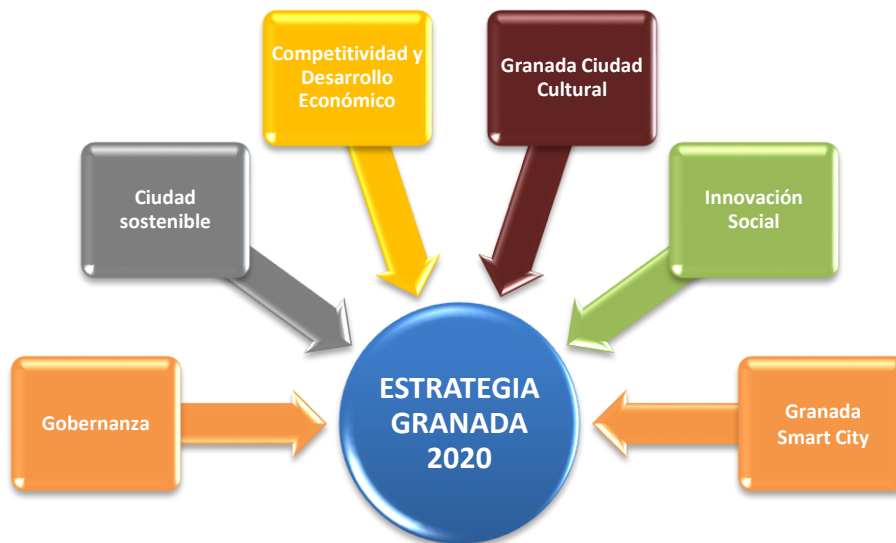 Competitividad y
Desarrollo
Económico
Granada Ciudad
Cultural
Ciudad
sostenible
Innovación
Social
Gobernanza
ESTRATEGIA
GRANADA
2020
Granada
Smart City